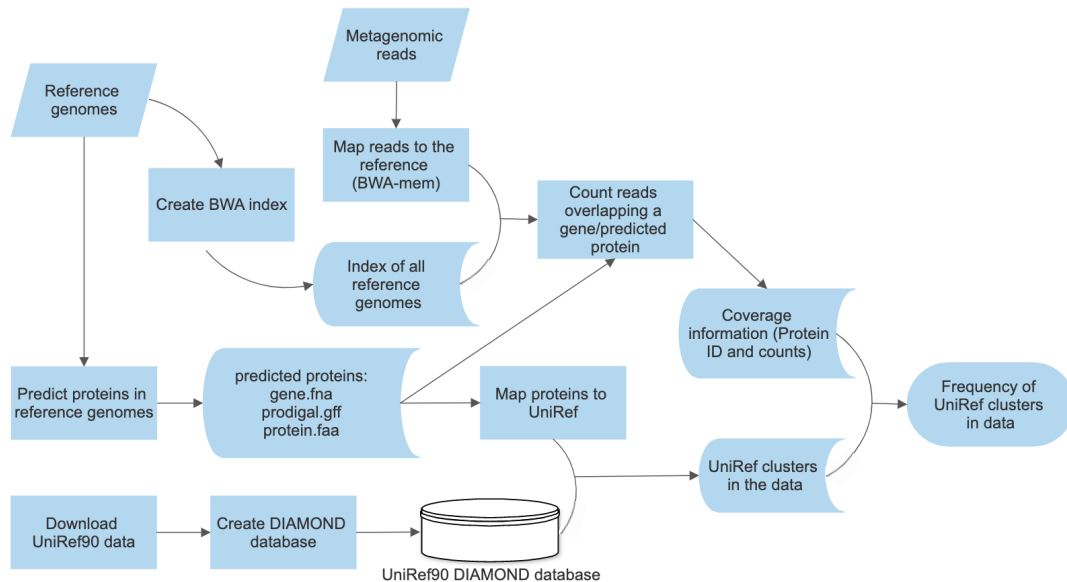 Metagenomic
reads
Reference
genomes
Map reads to the
reference
(BWA-mem)
Create BWA index
Count reads
overlapping a
gene/predicted
protein
Index of all
reference
genomes
Coverage
information (Protein
ID and counts)
Predict proteins in
reference genomes
predicted proteins:
gene.fna
prodigal.gff
protein.faa
Map proteins to
UniRef
Frequency of
UniRef clusters
in data
UniRef clusters
in the data
Download
UniRef90 data
Create DIAMOND
database
UniRef90 DIAMOND database